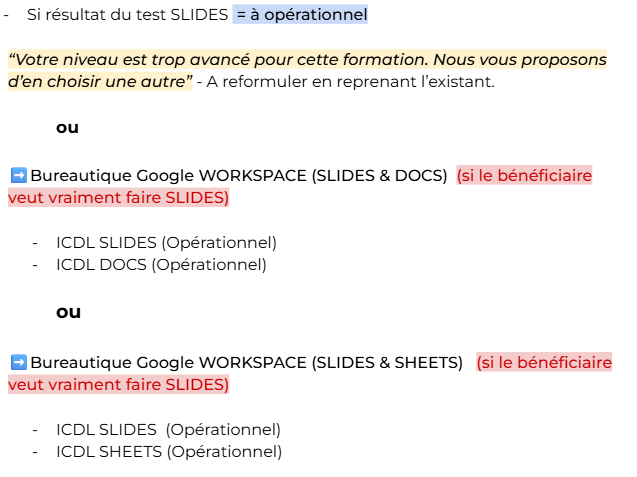 - Si résultat du test SLIDES = à opérationnel
“Votre niveau est trop avancé pour cette formation. Nous vous proposons
d’en choisir une autre” - A reformuler en reprenant l’existant.
ou
➡️ Bureautique Google WORKSPACE (SLIDES & DOCS) (si le bénéficiaire
veut vraiment faire SLIDES)
- ICDL SLIDES (Opérationnel)
- ICDL DOCS (Opérationnel)
ou
➡️ Bureautique Google WORKSPACE (SLIDES & SHEETS) (si le bénéficiaire
veut vraiment faire SLIDES)
- ICDL SLIDES (Opérationnel)
- ICDL SHEETS (Opérationnel)